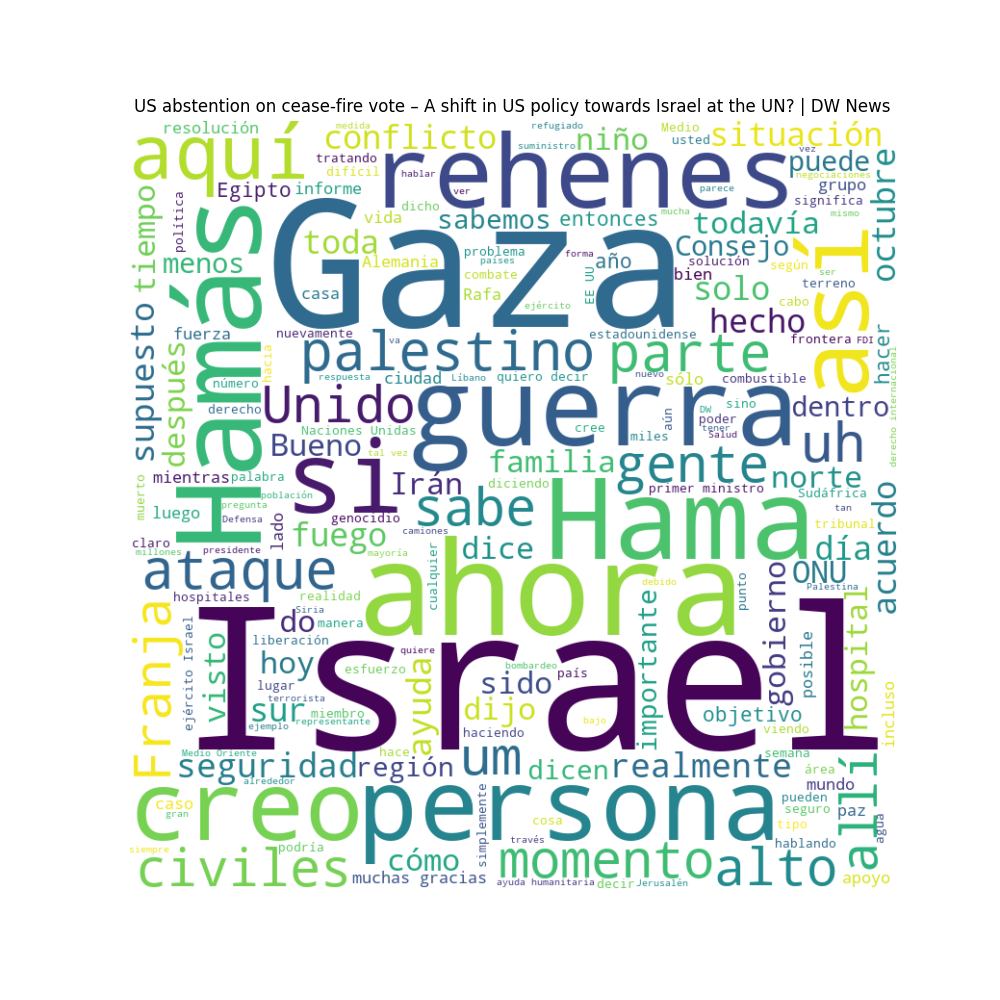 US abstention on cease-fire vote – A shift in US policy towards Israel at the UN? | DW News
resolución
medida
conflicto
refugiado
niño
Medio
usted
situación
aquí
tratando
difícil
hablar
rehenes
suministro
vez
puede
negociaciones
Egipto
informe
ver
parece
grupo
significa
octubre
tiempo
política
Hamás
Gaza
vida
dicho
sabemos
entonces
mucha
todavía
mismo
así
toda
menos
Alemania
problema
países
forma
año
Consejo
solución
bien
según
ser
terreno
casa
combate
Rafa
ejército
EE UU
solo
cabo
supuesto
fuerza
nuevamente
va
estadounidense
hecho
frontera
FDI
hacer
después
hacia
palestino
parte
número
respuesta
ciudad
Líbano
quiero decir
nuevo
sólo
combustible
derecho internacional
derecho
Unido
guerra
DW
sino
dentro
Naciones Unidas
cree
aún
miles
poder
tener
Salud
Bueno
tal vez
uh
mientras
palabra
si
Irán
diciendo
familia
gente
primer ministro
norte
muerto
población
Sudáfrica
luego
pregunta
Defensa
lado
genocidio
camiones
sabe
Hama
tan
tribunal
acuerdo
claro
millones
presidente
fuego
mayoría
cualquier
dice
día
ataque
ahora
debido
punto
ONU
Palestina
hospitales
realidad
Siria
do
manera
Israel
Franja
ejército Israel
visto
liberación
hoy
esfuerzo
quiere
ayuda
bombardeo
país
importante
gobierno
posible
hospital
lugar
terrorista
sur
miembro
ejemplo
representante
sido
dijo
bajo
objetivo
incluso
haciendo
viendo
Medio Oriente
hace
semana
seguridad
región
um
dicen
realmente
área
allí
alrededor
mundo
caso
gran
creo
persona
simplemente
cosa
pueden
seguro
paz
tipo
agua
siempre
podría
través
hablando
civiles
cómo
momento
alto
muchas gracias
ayuda humanitaria
decir
Jerusalén
apoyo